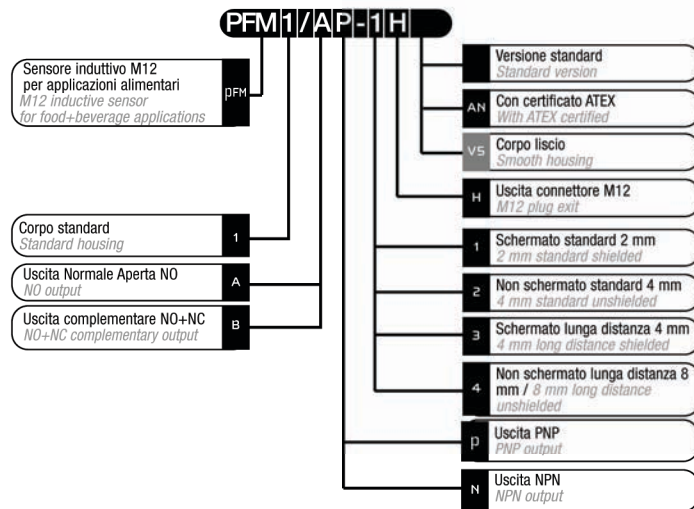 PFM1/AP-1H
Sensore induttivo M12
per applicazioni alimentari
M12 inductive sensor
for food+beverage applications
PFM
Corpo standard
Standard housing
1
Uscita Normale Aperta NO
NO output
A
Uscita complementare NO+NC
NO+NC complementary output
B
Versione standard
Standard version
AN
Con certificato ATEX
With ATEX certified
VS
Corpo liscio
Smooth housing
H
Uscita connettore M12
M12 plug exit
1
Schermato standard 2 mm
2 mm standard shielded
2
Non schermato standard 4 mm
4 mm standard unshielded
3
Schermato lunga distanza 4 mm
4 mm long distance shielded
4
Non schermato lunga distanza 8
mm / 8 mm long distance
unshielded
P
Uscita PNP
PNP output
N
Uscita NPN
NPN output